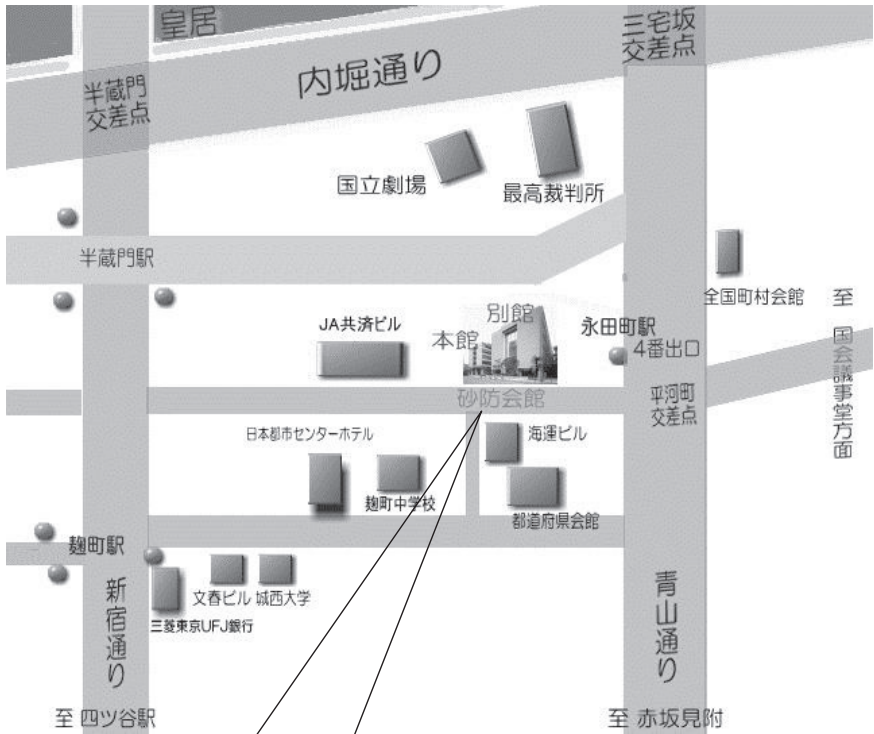 皇居
三宅坂
交差点
内堀通り
半蔵門
交差点
国立劇場
最高裁判所
半蔵門駅
全国町村会館
至 国会議事堂方面
JA共済ビル
別館
本館
永田町駅
4番出口
砂防会館
平河町
交差点
日本都市センターホテル
海運ビル
麹町中学校
都道府県会館
麹町駅
文春ビル
城西大学
三菱東京UFJ銀行
新宿通り
青山通り
至 四ツ谷駅
至 赤坂見附